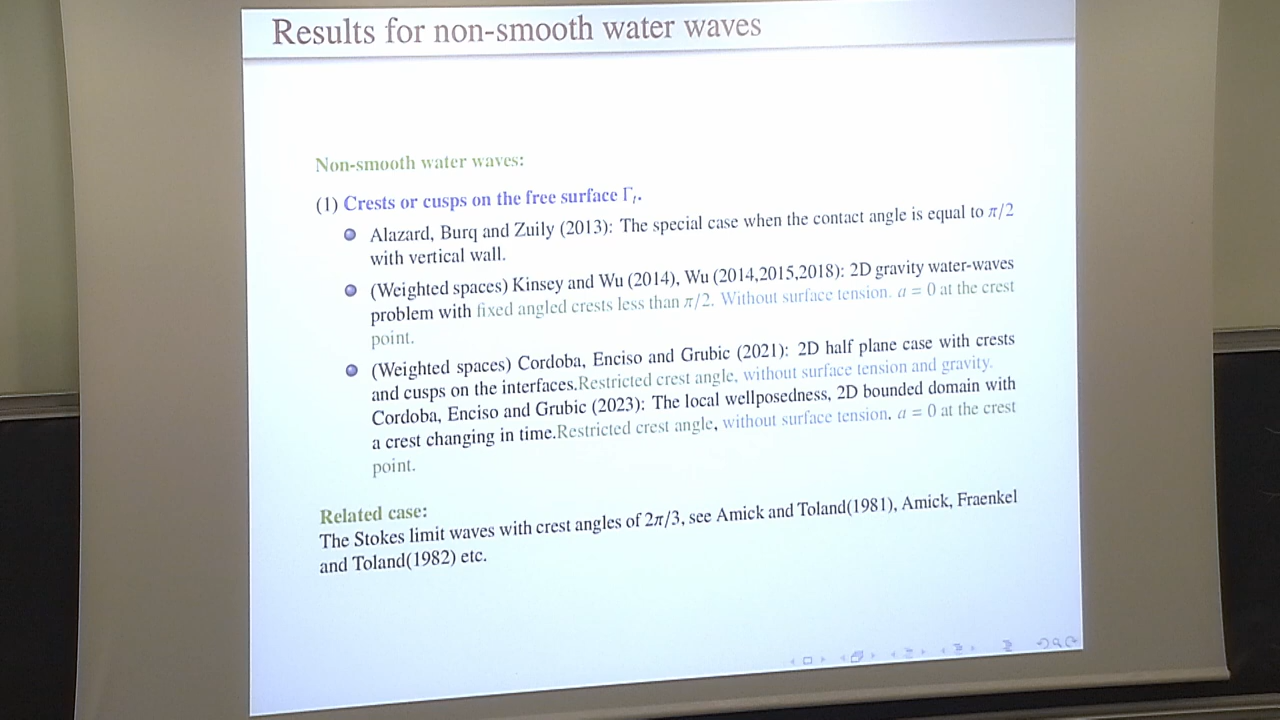 Results for non-smooth water waves
Non-smooth water waves:
(1) Crests or cusps on the free surface Γₜ.
Alazard, Burq and Zuily (2013): The special case when the contact angle is equal to π/2
with vertical wall.
(Weighted spaces) Kinsey and Wu (2014), Wu (2014,2015,2018): 2D gravity water-waves
problem with fixed angled crests less than π/2. Without surface tension. a = 0 at the crest
point.
(Weighted spaces) Cordoba, Enciso and Grubic (2021): 2D half plane case with crests
and cusps on the interfaces.Restricted crest angle, without surface tension and gravity.
Cordoba, Enciso and Grubic (2023): The local wellposedness, 2D bounded domain with
a crest changing in time.Restricted crest angle, without surface tension. a = 0 at the crest
point.
Related case:
The Stokes limit waves with crest angles of 2π/3, see Amick and Toland(1981), Amick, Fraenkel
and Toland(1982) etc.